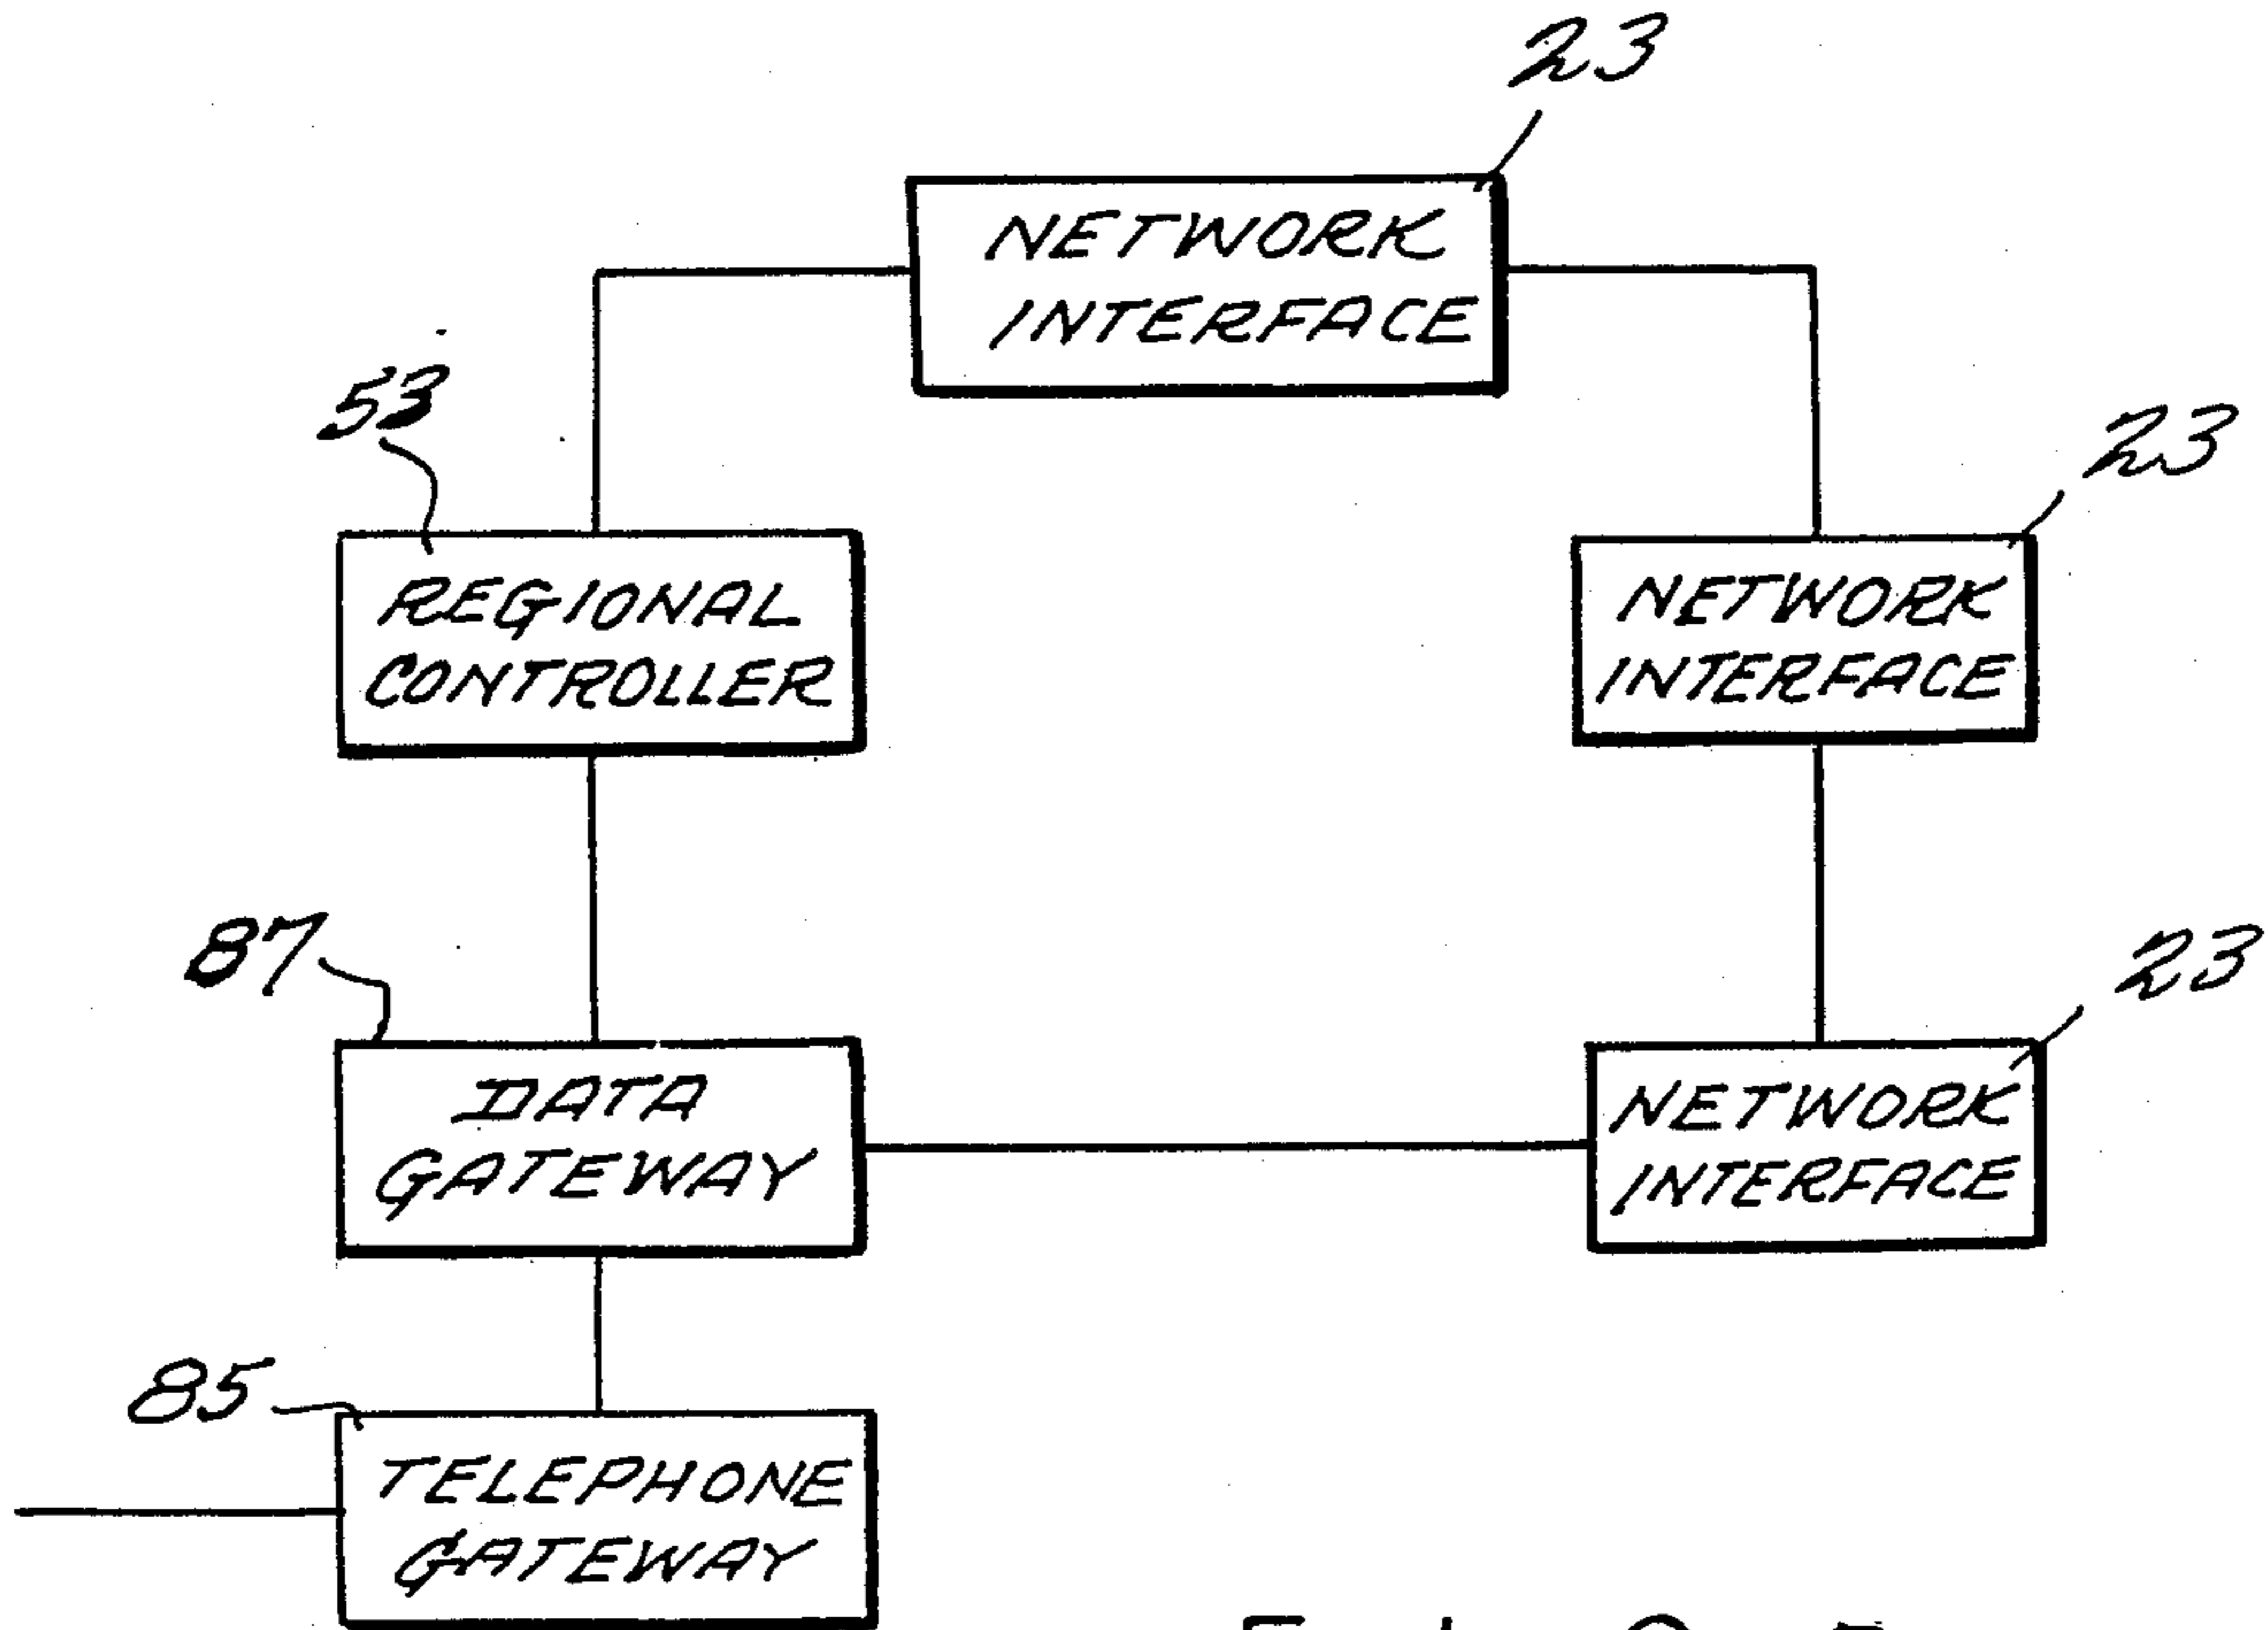 23
NETWORK
INTERFACE
53
23
REGIONAL
CONTROLLER
NETWORK
INTERFACE
87
23
DATA
GATEWAY
NETWORK
INTERFACE
85
TELEPHONE
GATEWAY